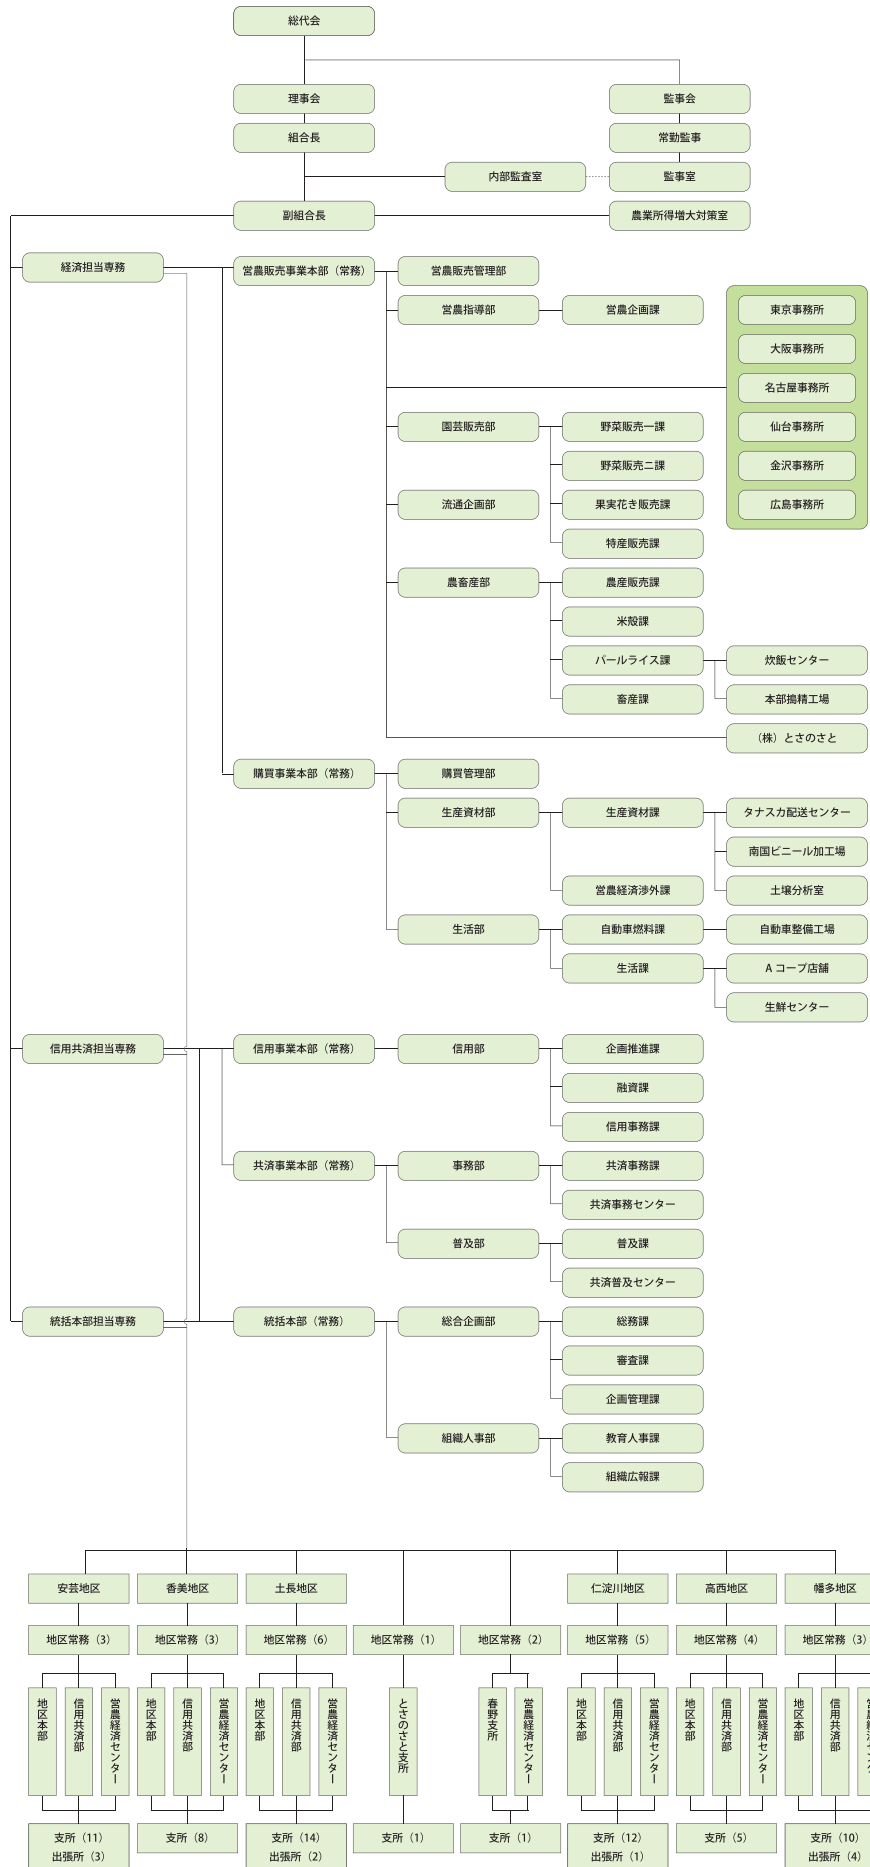 総代会
理事会
監事会
組合長
常勤監事
内部監査室
監事室
副組合長
農業所得増大対策室
経済担当専務
営農販売事業本部（常務）
営農販売管理部
営農指導部
営農企画課
東京事務所
大阪事務所
名古屋事務所
園芸販売部
野菜販売一課
仙台事務所
野菜販売二課
金沢事務所
流通企画部
果実花き販売課
広島事務所
特産販売課
農畜産部
農産販売課
米殻課
パールライス課
炊飯センター
畜産課
本部搗精工場
（株）とさのさと
購買事業本部（常務）
購買管理部
生産資材部
生産資材課
タナスカ配送センター
南国ビニール加工場
営農経済渉外課
土壌分析室
生活部
自動車燃料課
自動車整備工場
生活課
A コープ店舗
生鮮センター
信用共済担当専務
信用事業本部（常務）
信用部
企画推進課
融資課
信用事務課
共済事業本部（常務）
事務部
共済事務課
共済事務センター
普及部
普及課
共済普及センター
統括本部担当専務
統括本部（常務）
総合企画部
総務課
審査課
企画管理課
組織人事部
教育人事課
組織広報課
安芸地区
香美地区
土長地区
仁淀川地区
高西地区
幡多地区
地区常務（3）
地区常務（3）
地区常務（6）
地区常務（1）
地区常務（2）
地区常務（5）
地区常務（4）
地区常務（3）
地区本部
信用共済部
営農経済センター
地区本部
信用共済部
営農経済センター
地区本部
信用共済部
営農経済センター
とさのさと支所
春野支所
営農経済センター
地区本部
信用共済部
営農経済センター
地区本部
信用共済部
営農経済センター
地区本部
信用共済部
支所（11）
出張所（3）
支所（8）
支所（14）
出張所（2）
支所（1）
支所（1）
支所（12）
出張所（1）
支所（5）
支所（10）
出張所（4）